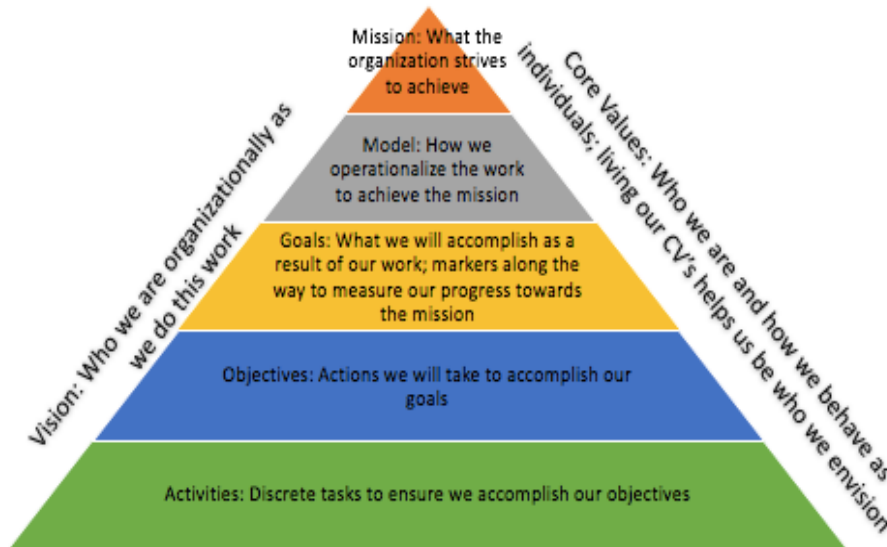 Mission: What the
organization strives
to achieve
Model: How we
operationalize the work
to achieve the mission
Goals: What we will accomplish as a
result of our work; markers along the
way to measure our progress towards
the mission
Objectives: Actions we will take to accomplish our
goals
Activities: Discrete tasks to ensure we accomplish our objectives
Vision: Who we are organizationally as
we do this work
Core Values: Who we are and how we behave as
individuals; living our CV's helps us be who we envision